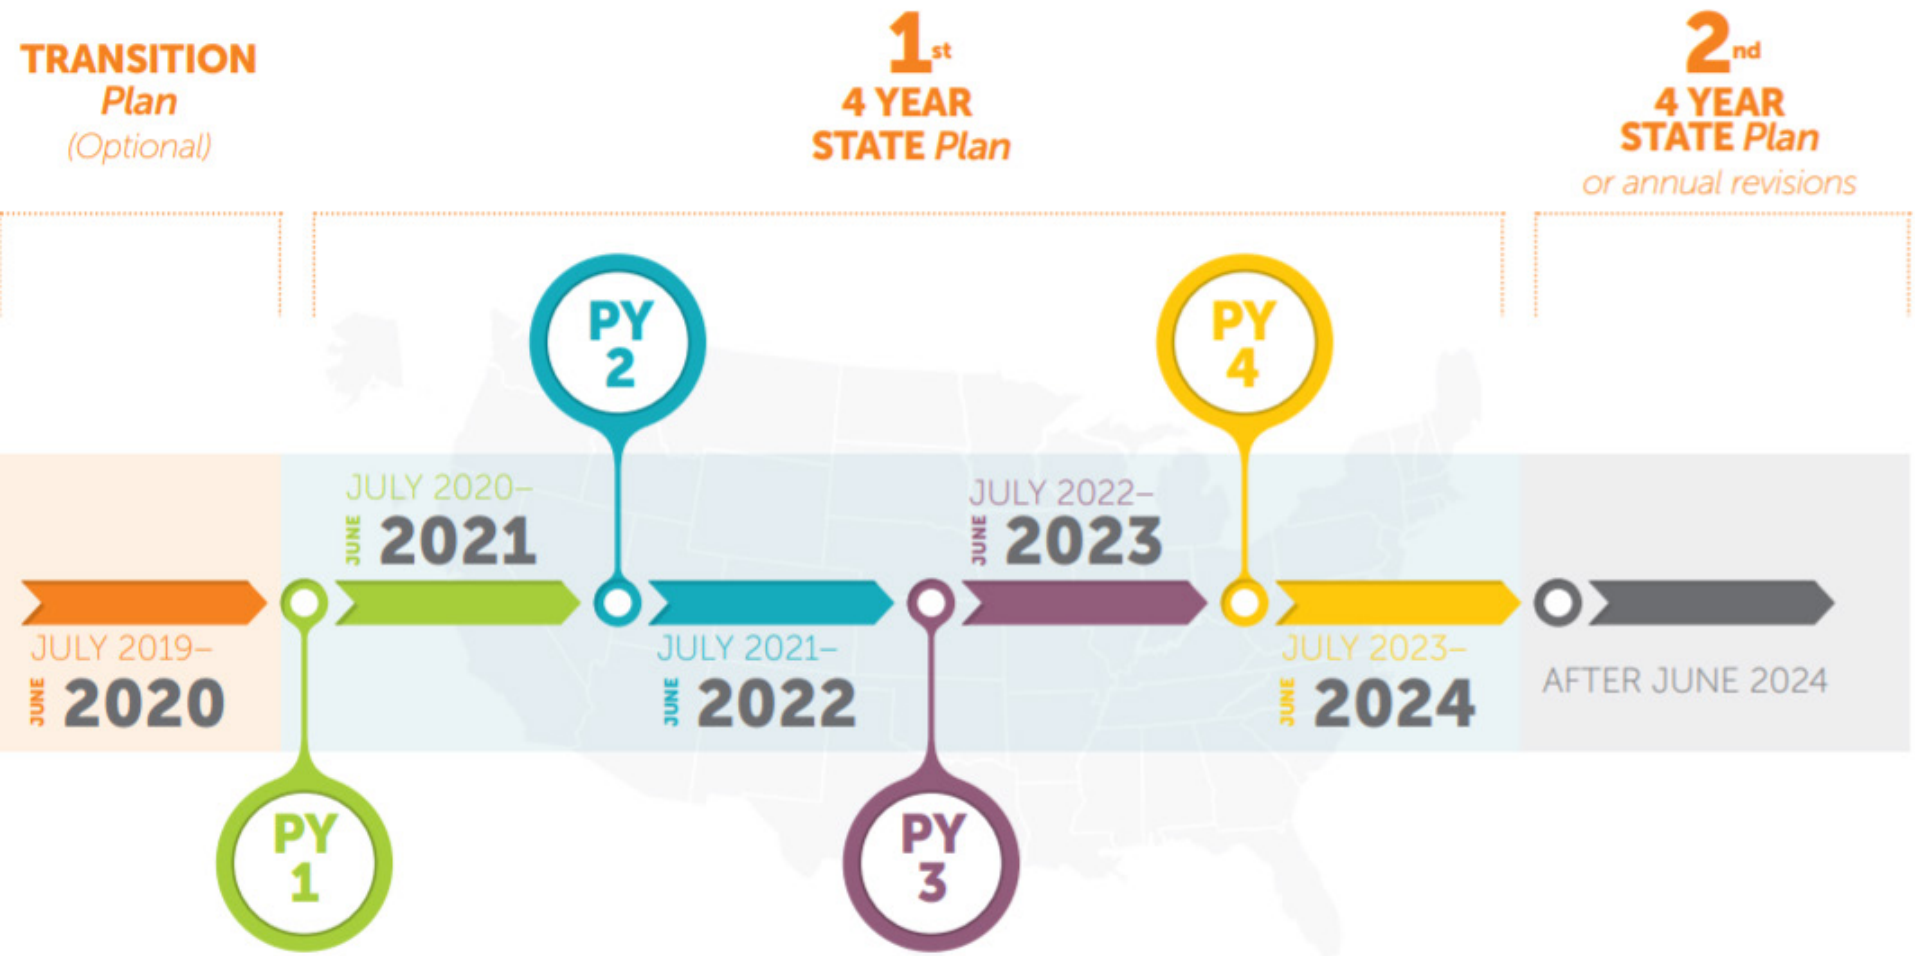 TRANSITION
Plan
(Optional)
1st
4 YEAR
STATE Plan
2nd
4 YEAR
STATE Plan
or annual revisions
PY
2
PY
4
JULY 2020–
JUNE 2021
JULY 2022–
JUNE 2023
JULY 2019–
JUNE 2020
JULY 2021–
JUNE 2022
JULY 2023–
JUNE 2024
AFTER JUNE 2024
PY
1
PY
3